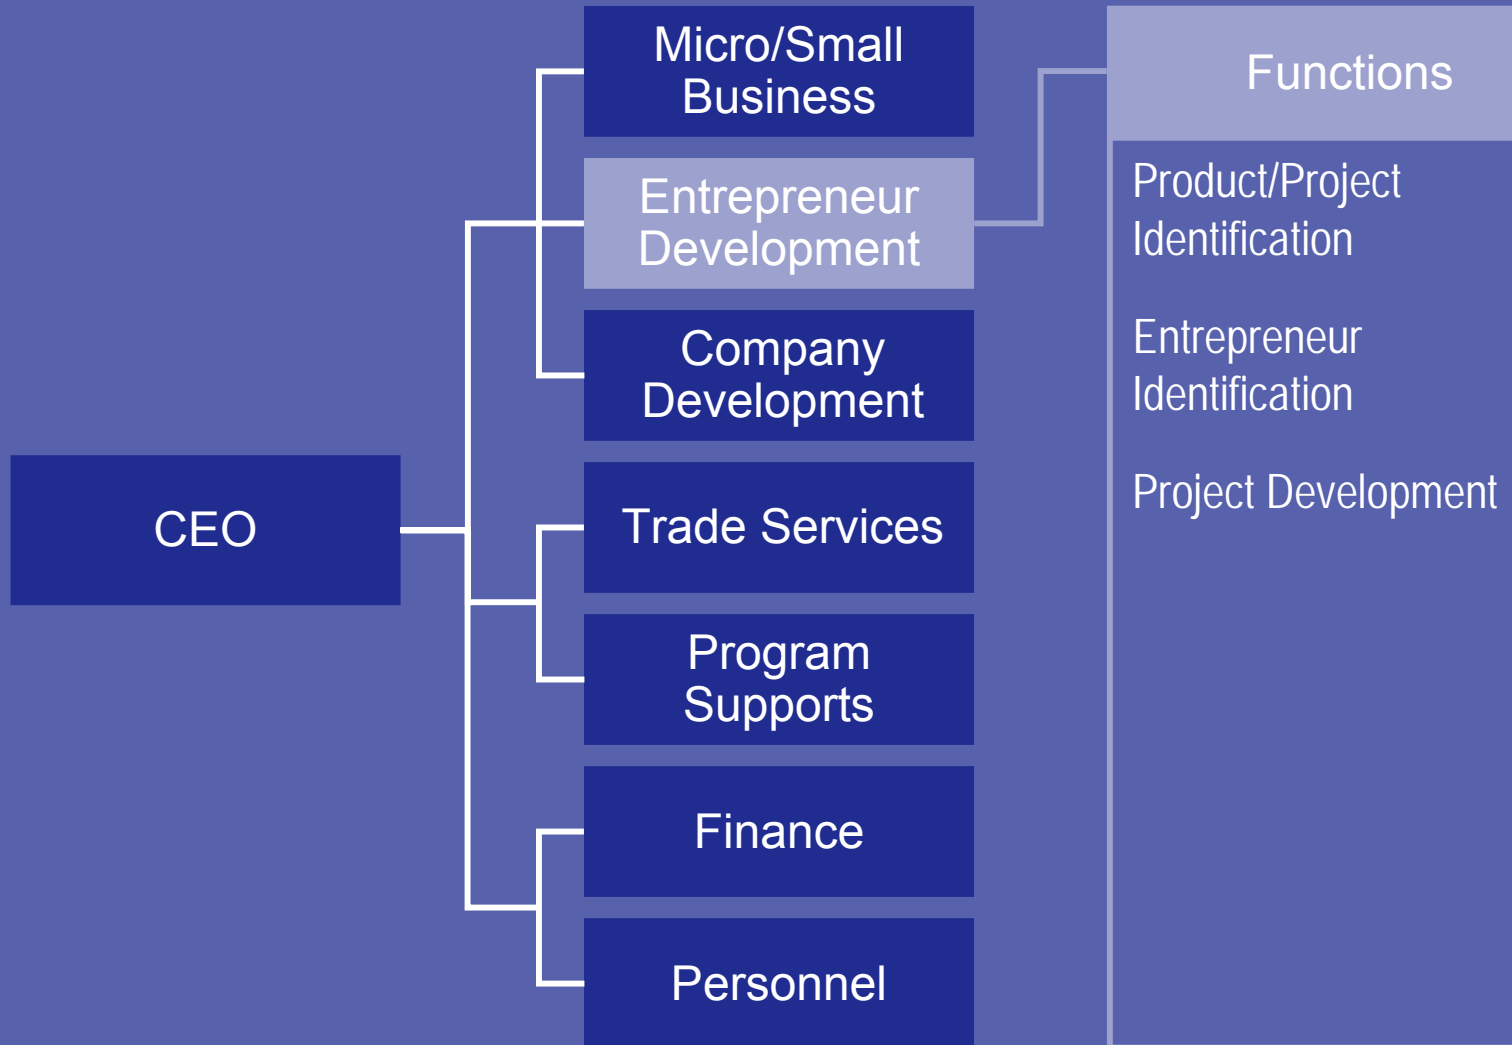 CEO
Micro/Small
Business
Entrepreneur
Development
Company
Development
Trade Services
Program
Supports
Finance
Personnel
Functions
Product/Project
Identification
Entrepreneur
Identification
Project Development